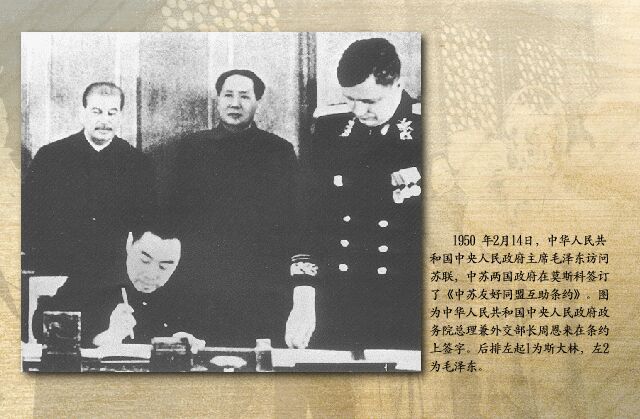 1950 年2月14日，中华人民共
和国中央人民政府主席毛泽东访问
苏联，中苏两国政府在莫斯科签订
了《中苏友好同盟互助条约》。图
为中华人民共和国中央人民政府政
务院总理兼外交部长周恩来在条约
上签字。后排左起1为斯大林，左2
为毛泽东。